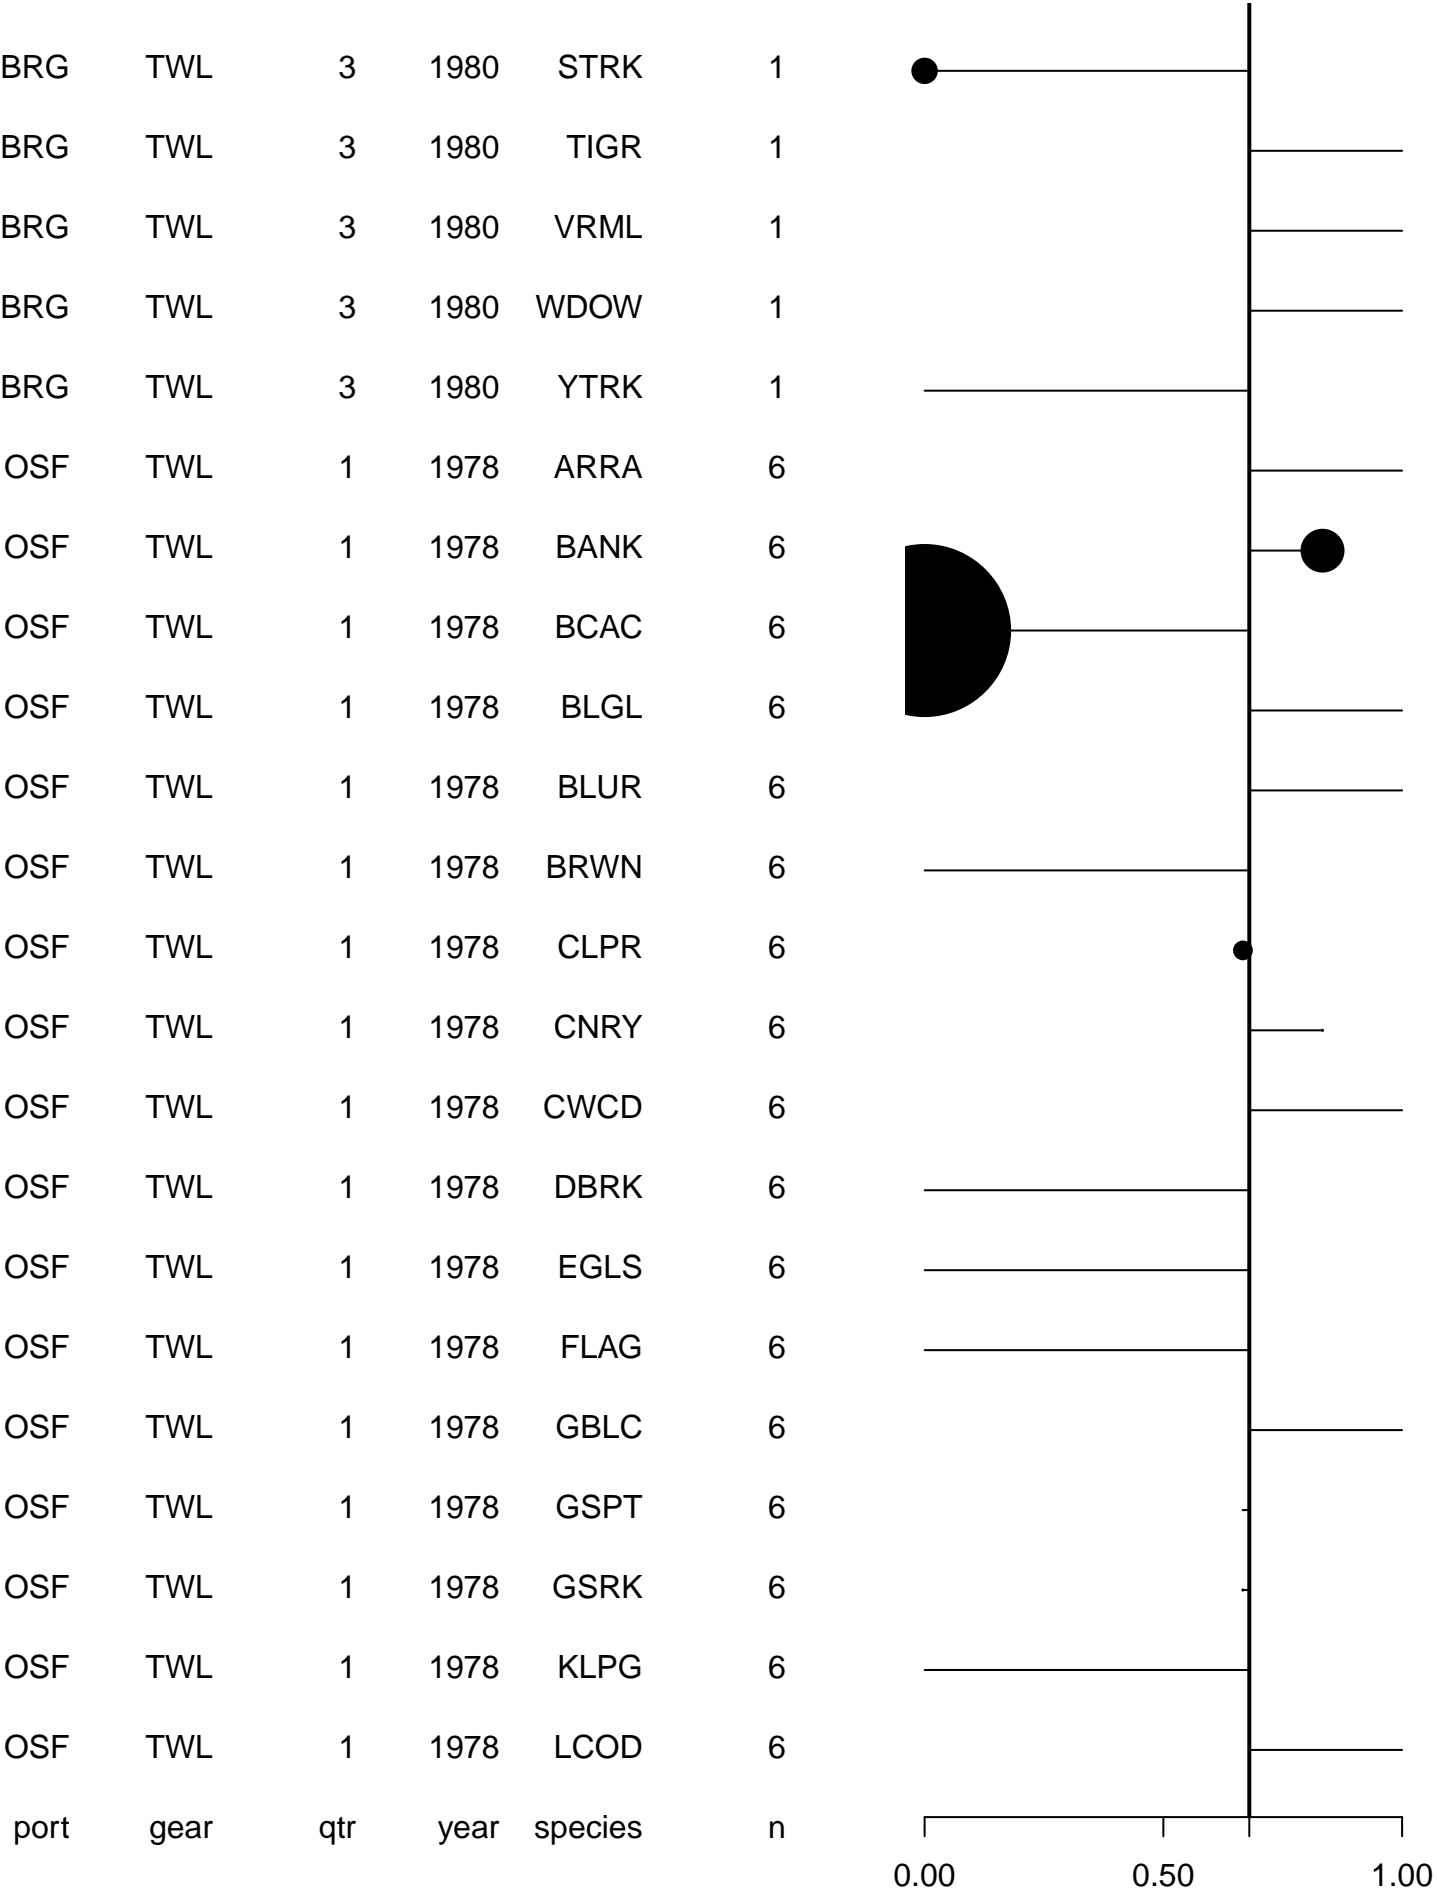 BRG TWL 3 1980 STRK 1
BRG TWL 3 1980 TIGR 1
BRG TWL 3 1980 VRML 1
BRG TWL 3 1980 WDOW 1
BRG TWL 3 1980 YTRK 1
OSF TWL 1 1978 ARRA 6
OSF TWL 1 1978 BANK 6
OSF TWL 1 1978 BCAC 6
OSF TWL 1 1978 BLGL 6
OSF TWL 1 1978 BLUR 6
OSF TWL 1 1978 BRWN 6
OSF TWL 1 1978 CLPR 6
OSF TWL 1 1978 CNRY 6
OSF TWL 1 1978 CWCD 6
OSF TWL 1 1978 DBRK 6
OSF TWL 1 1978 EGLS 6
OSF TWL 1 1978 FLAG 6
OSF TWL 1 1978 GBLC 6
OSF TWL 1 1978 GSPT 6
OSF TWL 1 1978 GSRK 6
OSF TWL 1 1978 KLPG 6
OSF TWL 1 1978 LCOD 6
port gear qtr year species n
0.00 0.50 1.00